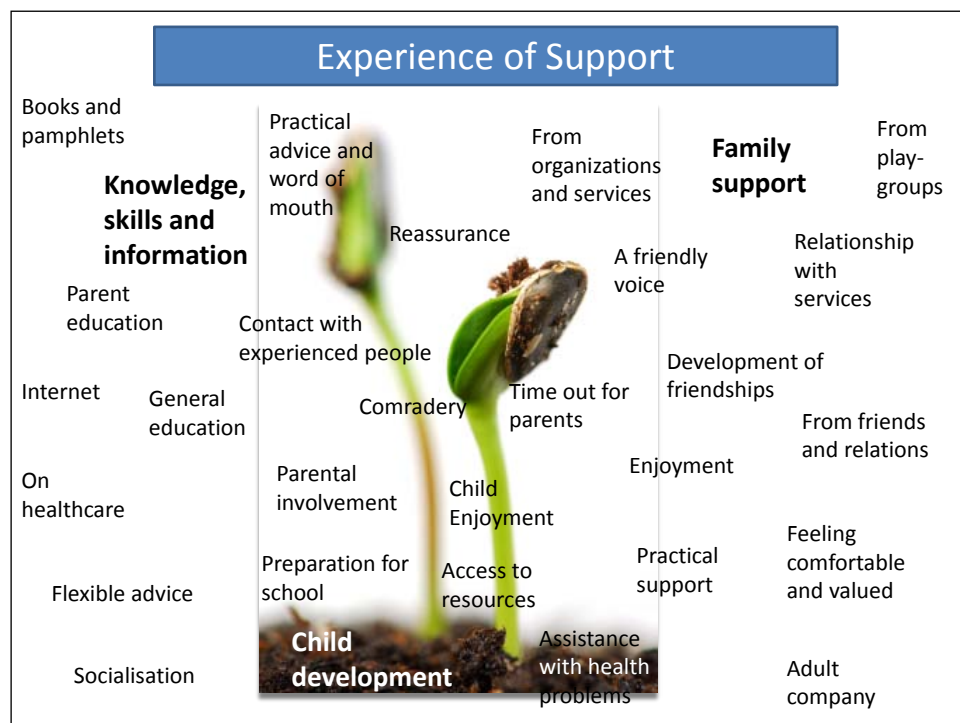 Experience of Support
Books and
pamphlets
Knowledge,
skills and
information
Parent
education
Internet
General
education
On
healthcare
Flexible advice
Socialisation
Practical
advice and
word of
mouth
Reassurance
Contact with
experienced people
Comradery
Parental
involvement
Preparation for
school
Child
development
From
organizations
and services
A friendly
voice
Time out for
parents
Child
Enjoyment
Access to
resources
Assistance
with health
problems
Family
support
From
play-
groups
Relationship
with
services
Development of
friendships
From friends
and relations
Enjoyment
Practical
support
Feeling
comfortable
and valued
Adult
company